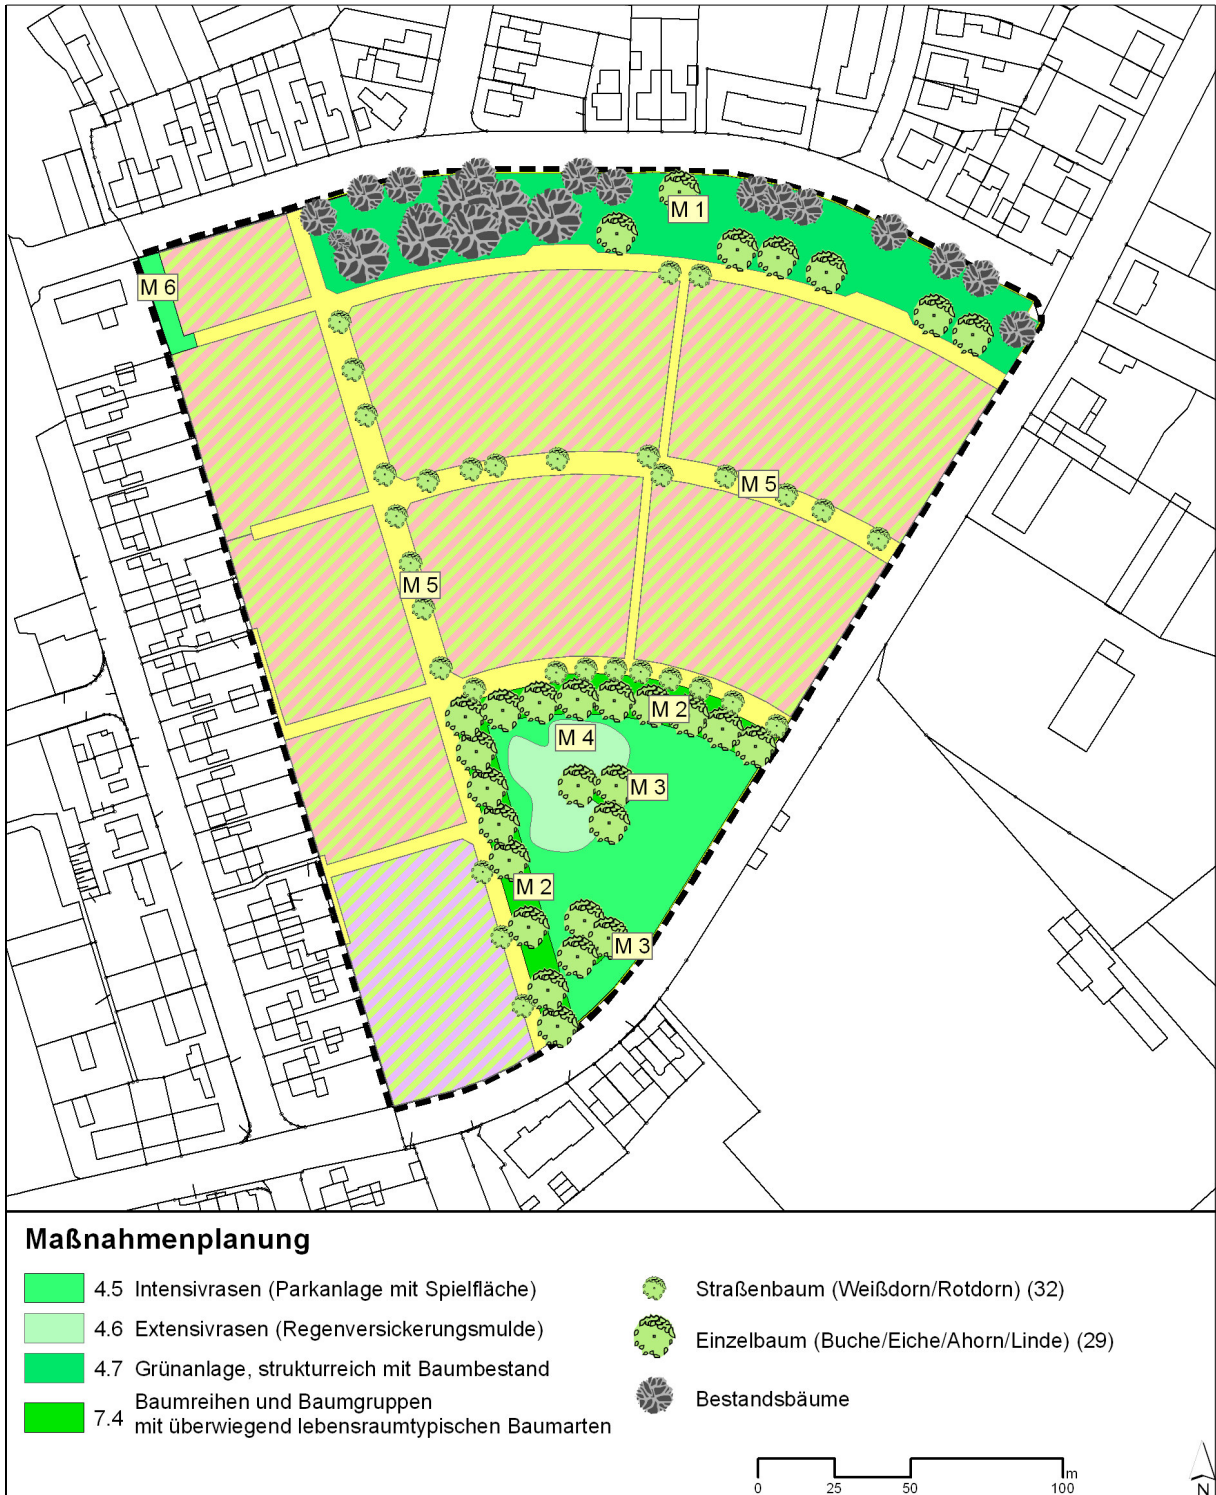 M 1
M 6
M 5
M 5
M 2
M 4
M 3
M 2
M 3
Maßnahmenplanung
4.5 Intensivrasen (Parkanlage mit Spielfläche)
4.6 Extensivrasen (Regenversickerungsmulde)
4.7 Grünanlage, strukturreich mit Baumbestand
7.4 Baumreihen und Baumgruppen
mit überwiegend lebensraumtypischen Baumarten
Straßenbaum (Weißdorn/Rotdorn) (32)
Einzelbaum (Buche/Eiche/Ahorn/Linde) (29)
Bestandsbäume
0 25 50 100 m
N